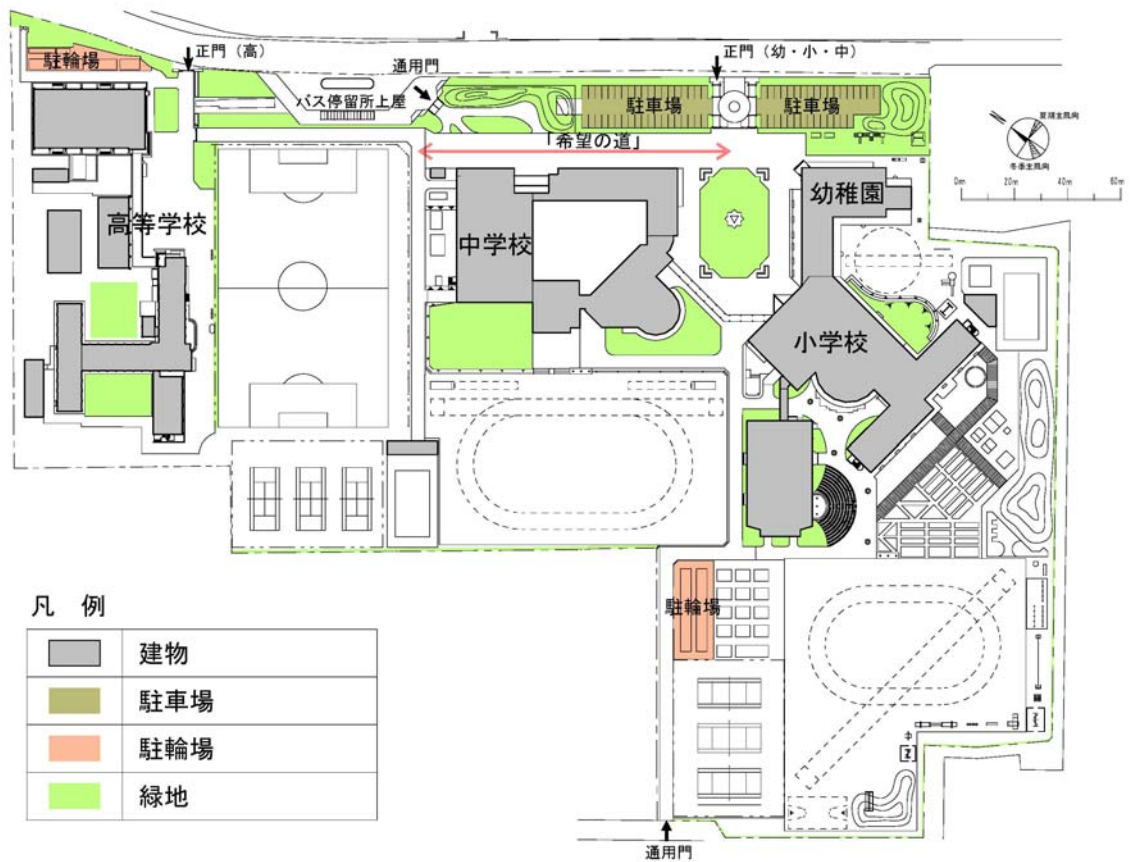 正門（高）
正門（幼・小・中）
駐輪場
通用門
バス停留所上屋
駐車場
駐車場
「希望の道」
夏期主風向
冬季主風向
0m
20m
40m
60m
高等学校
中学校
幼稚園
小学校
駐輪場
通用門
凡　例
建物
駐車場
駐輪場
緑地